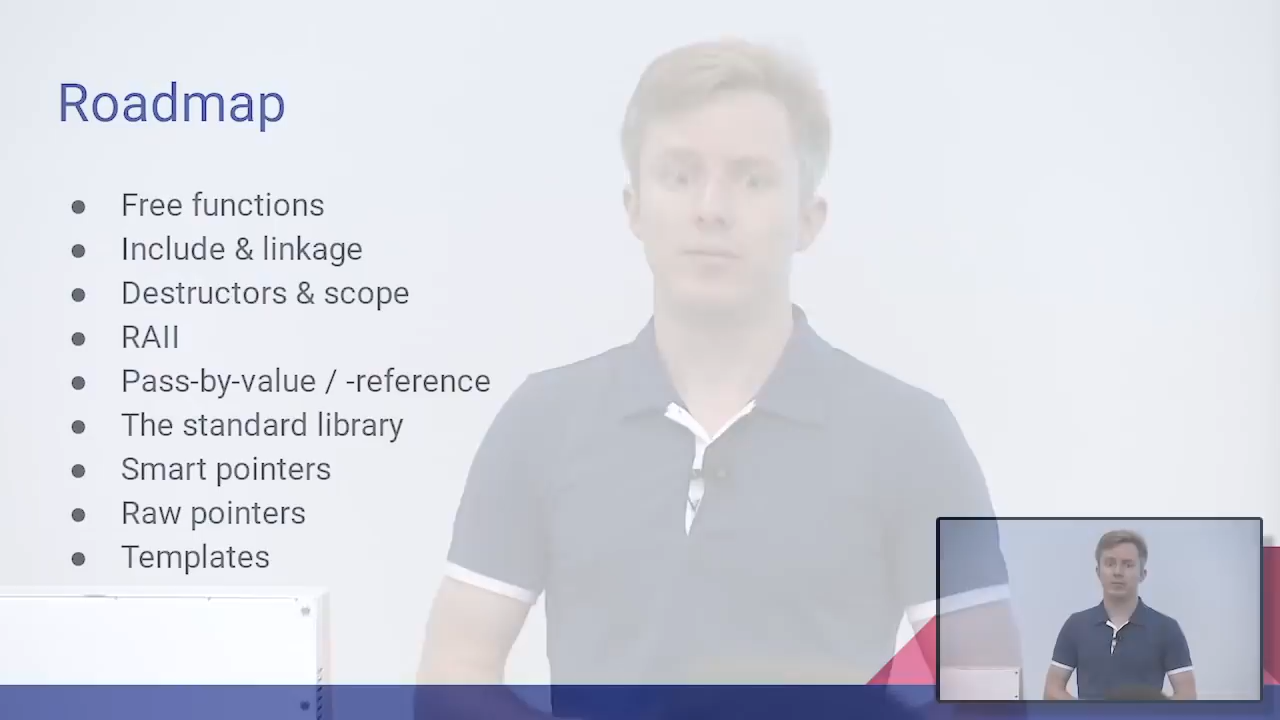 Roadmap
● Free functions
● Include & linkage
● Destructors & scope
● RAII
● Pass-by-value / -reference
● The standard library
● Smart pointers
● Raw pointers
● Templates